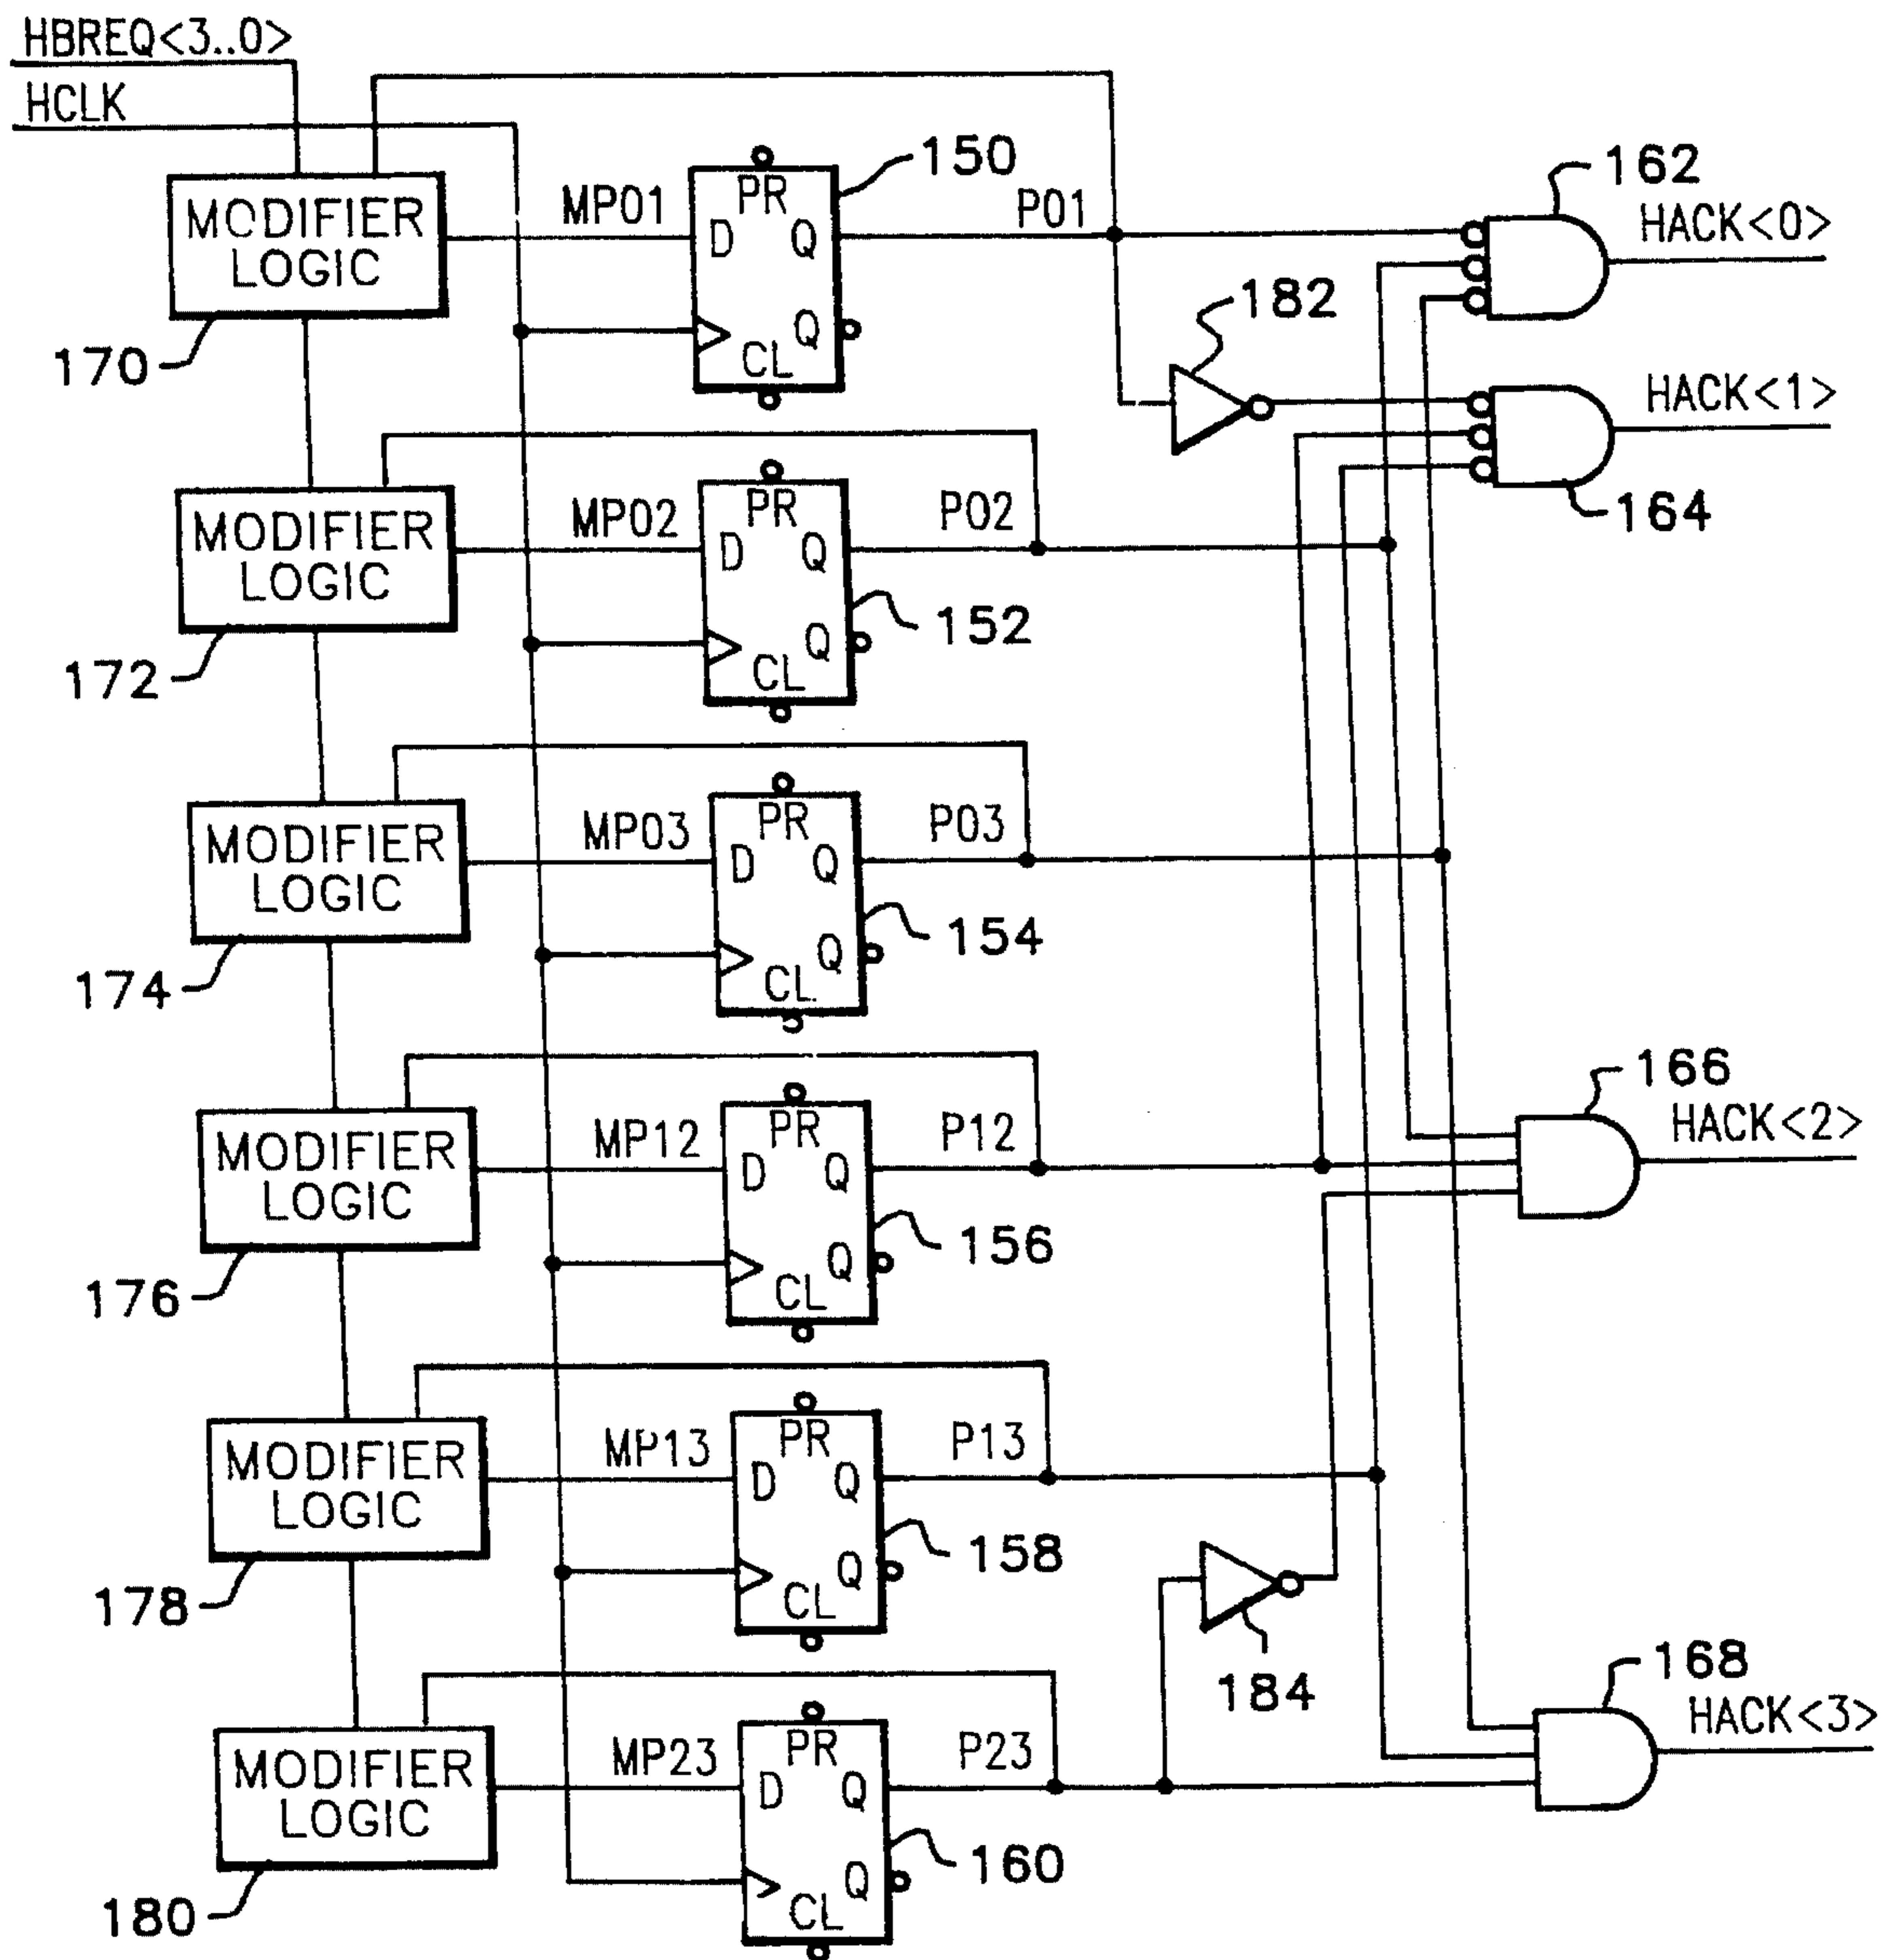 HBREQ<3..0>
HCLK
MODIFIER
LOGIC
170
MP01
PR
D
Q
Q
CL
150
P01
182
162
HACK<0>
HACK<1>
164
MODIFIER
LOGIC
172
MP02
PR
D
Q
Q
CL
P02
152
MODIFIER
LOGIC
174
MP03
PR
D
Q
Q
CL
P03
154
MODIFIER
LOGIC
176
MP12
PR
D
Q
Q
CL
P12
156
166
HACK<2>
MODIFIER
LOGIC
178
MP13
PR
D
Q
Q
CL
P13
158
184
MODIFIER
LOGIC
180
MP23
PR
D
Q
Q
CL
P23
160
168
HACK<3>